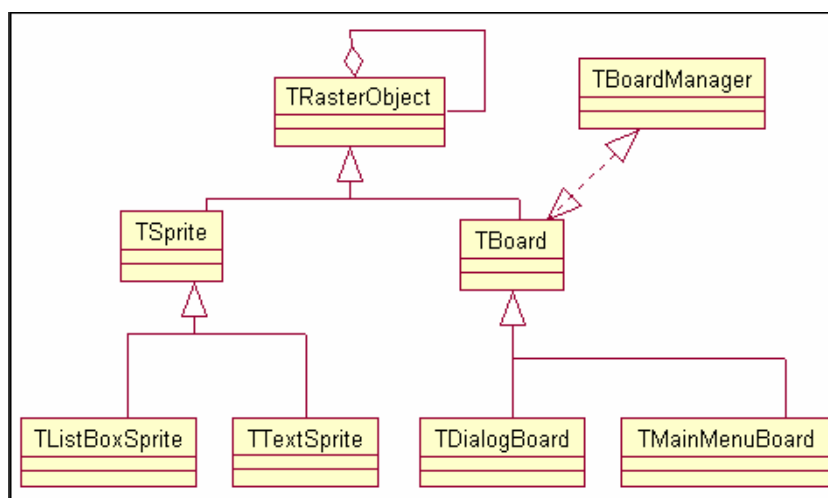 TRasterObject
TBoardManager
TSprite
TBoard
TListBoxSprite
TTextSprite
TDialogBoard
TMainMenuBoard